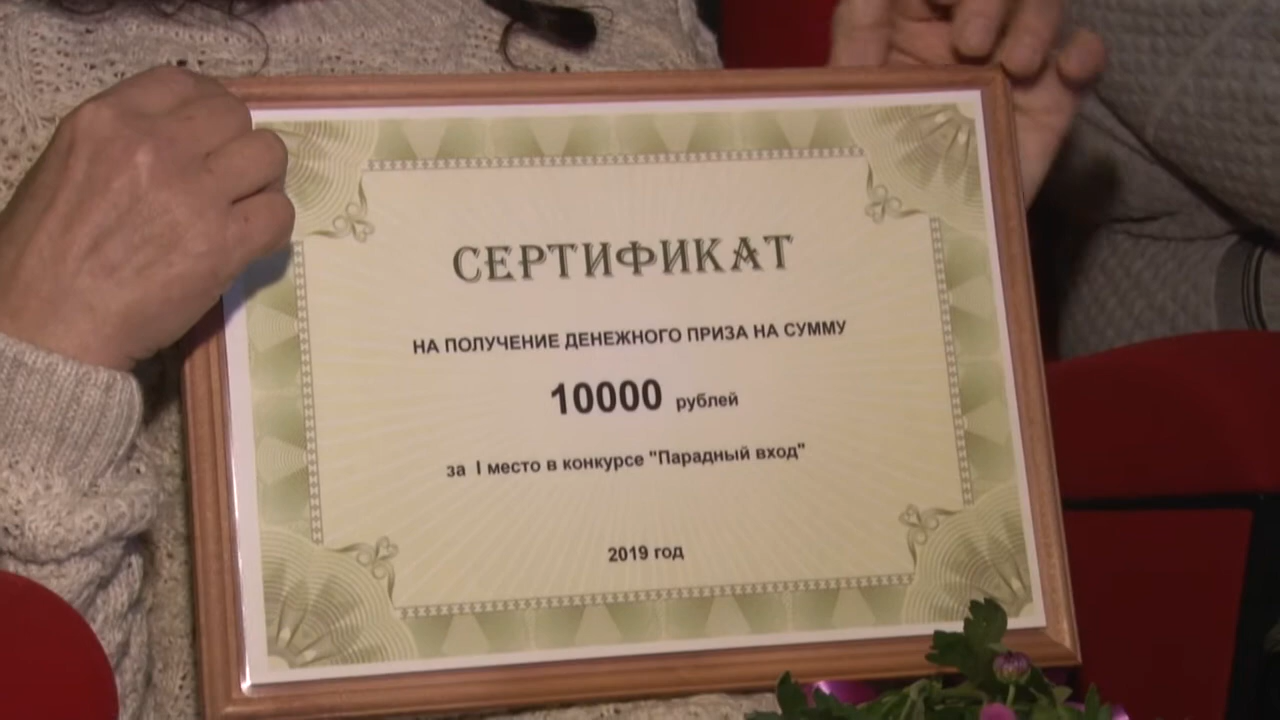 СЕРТИФИКАТ
НА ПОЛУЧЕНИЕ ДЕНЕЖНОГО ПРИЗА НА СУММУ
10000 рублей
за I место в конкурсе "Парадный вход"
2019 год